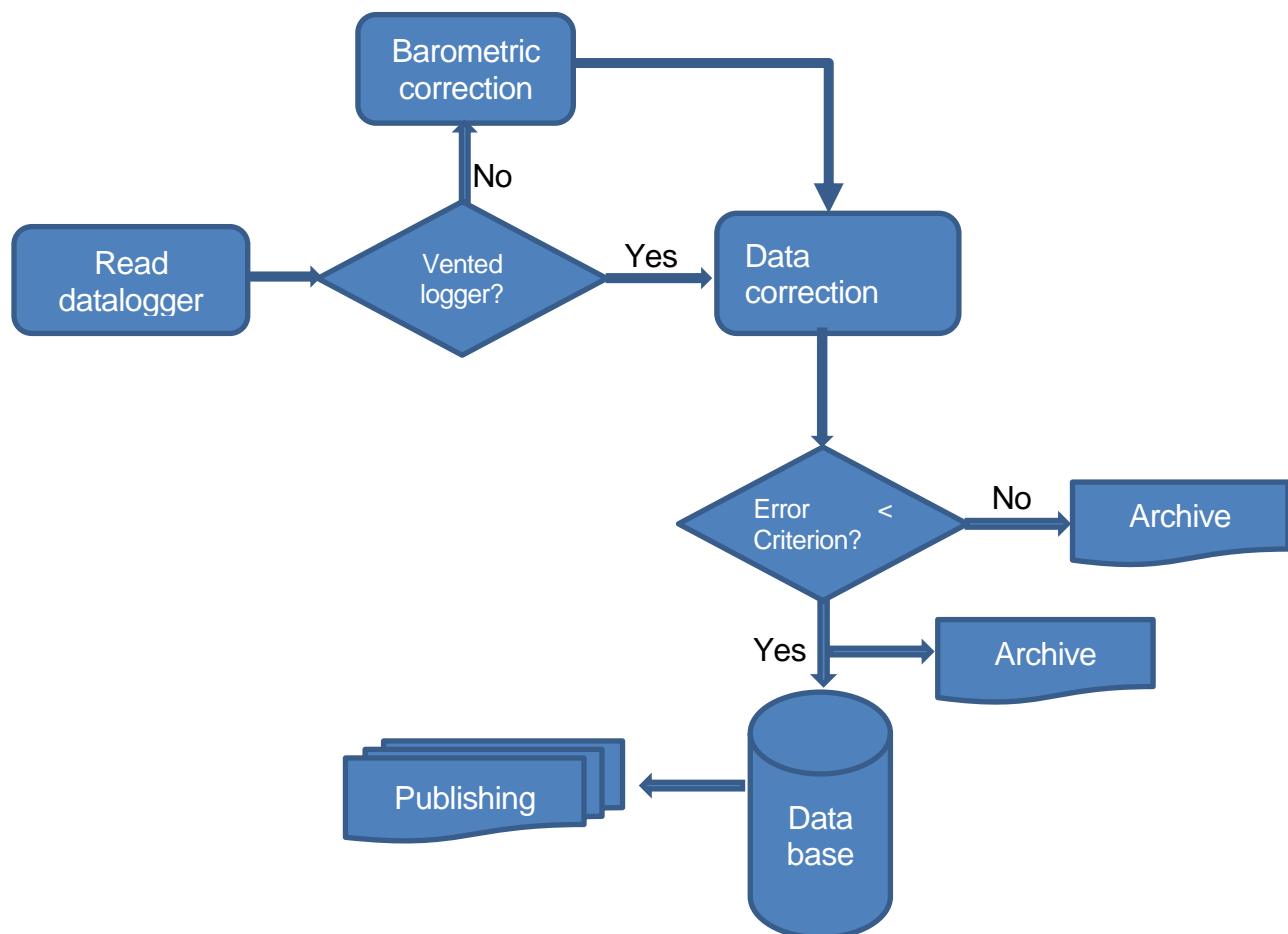 Barometric
correction
No
Read
datalogger
Vented
logger?
Yes
Data
correction
Error <
Criterion?
No
Archive
Yes
Archive
Publishing
Data
base